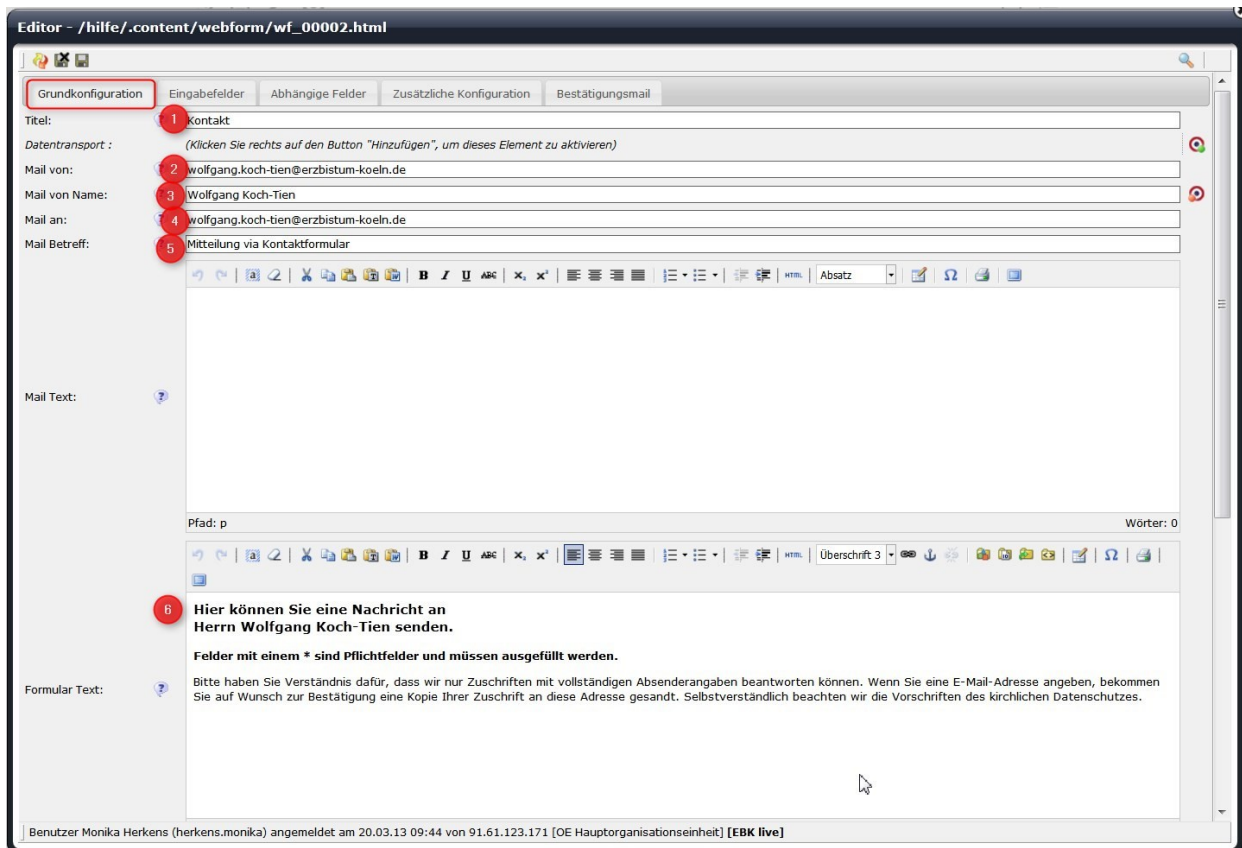 Editor - /hilfe/.content/webform/wf_00002.html
Grundkonfiguration Eingabefelder Abhängige Felder Zusätzliche Konfiguration Bestätigungsmail
Titel: 1 Kontakt
Datentransport : (Klicken Sie rechts auf den Button "Hinzufügen", um dieses Element zu aktivieren)
Mail von: 2 wolfgang.koch-tien@erzbistum-koeln.de
Mail von Name: 3 Wolfgang Koch-Tien
Mail an: 4 wolfgang.koch-tien@erzbistum-koeln.de
Mail Betreff: 5 Mitteilung via Kontaktformular
B I U ABC x, x² HTML Absatz Ω
Mail Text: ?
Pfad: p Wörter: 0
B I U ABC x, x² HTML Überschrift 3 Ω
6 Hier können Sie eine Nachricht an
Herrn Wolfgang Koch-Tien senden.
Felder mit einem * sind Pflichtfelder und müssen ausgefüllt werden.
Formular Text: ?
Bitte haben Sie Verständnis dafür, dass wir nur Zuschriften mit vollständigen Absenderangaben beantworten können. Wenn Sie eine E-Mail-Adresse angeben, bekommen
Sie auf Wunsch zur Bestätigung eine Kopie Ihrer Zuschrift an diese Adresse gesandt. Selbstverständlich beachten wir die Vorschriften des kirchlichen Datenschutzes.
Benutzer Monika Herkens (herkens.monika) angemeldet am 20.03.13 09:44 von 91.61.123.171 [OE Hauptorganisationseinheit] [EBK live]